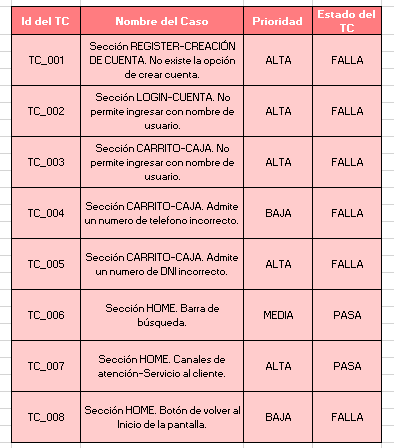 Id del TC Nombre del Caso Prioridad Estado del
TC
TC_001 Sección REGISTER-CREACIÓN
DE CUENTA. No existe la opción
de crear cuenta. ALTA FALLA
TC_002 Sección LOGIN-CUENTA. No
permite ingresar con nombre de
usuario. ALTA FALLA
TC_003 Sección CARRITO-CAJA. No
permite ingresar con nombre de
usuario. ALTA FALLA
TC_004 Sección CARRITO-CAJA. Admite
un numero de telefono incorrecto. BAJA FALLA
TC_005 Sección CARRITO-CAJA. Admite
un numero de DNI incorrecto. ALTA FALLA
TC_006 Sección HOME. Barra de
búsqueda. MEDIA PASA
TC_007 Sección HOME. Canales de
atención-Servicio al cliente. ALTA PASA
TC_008 Sección HOME. Botón de volver al
Inicio de la pantalla. BAJA FALLA